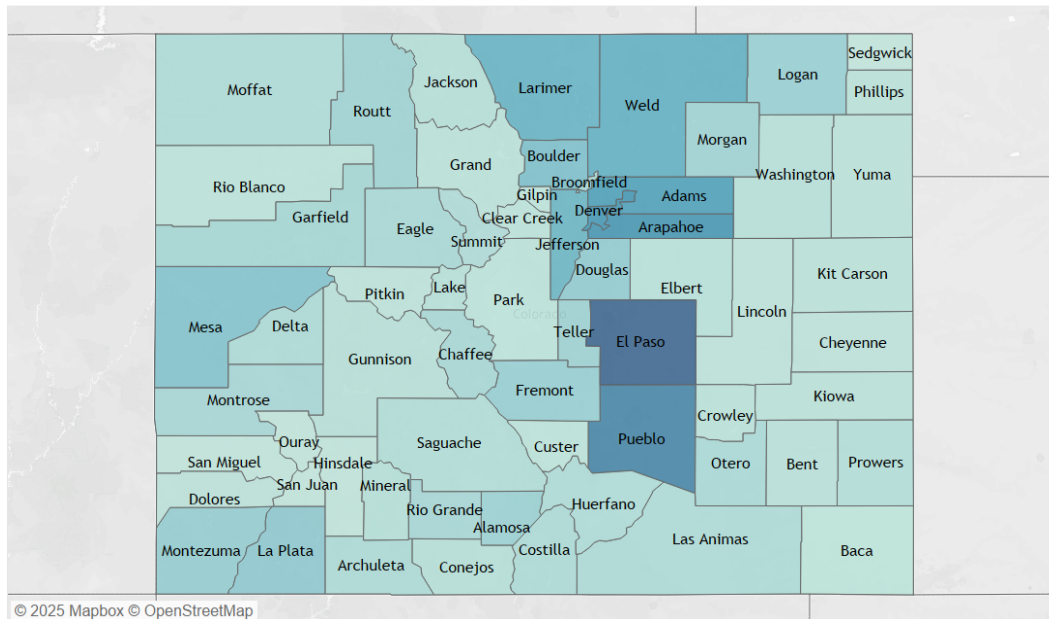 Sedgwick
Jackson
Logan
Larimer
Moffat
Phillips
Weld
Routt
Morgan
Boulder
Grand
Washington
Yuma
Broomfield
Rio Blanco
Gilpin
Adams
Denver
Garfield
Clear Creek
Arapahoe
Eagle
Summit
Jefferson
Douglas
Kit Carson
Lake
Elbert
Pitkin
Park
Lincoln
Colorado
Mesa
Delta
Teller
El Paso
Cheyenne
Chaffee
Gunnison
Fremont
Kiowa
Montrose
Crowley
Ouray
Saguache
Custer
Pueblo
San Miguel
Hinsdale
Otero
Bent
Prowers
San Juan
Mineral
Dolores
Huerfano
Rio Grande
Alamosa
Las Animas
Montezuma
La Plata
Costilla
Baca
Archuleta
Conejos
© 2025 Mapbox © OpenStreetMap